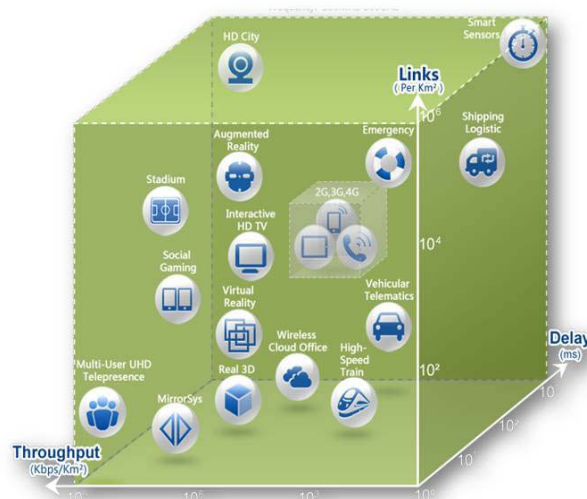 HD City
Smart
Sensors
Links
( Per Km² )
10⁶
Augmented
Reality
Emergency
Shipping
Logistic
Stadium
2G,3G,4G
Interactive
HD TV
10⁴
Social
Gaming
Virtual
Reality
Vehicular
Telematics
Wireless
Cloud Office
High-
Speed
Train
Delay
(ms)
10²
Multi-User UHD
Telepresence
Real 3D
MirrorSys
10
Throughput
(Kbps/Km²)
10⁰